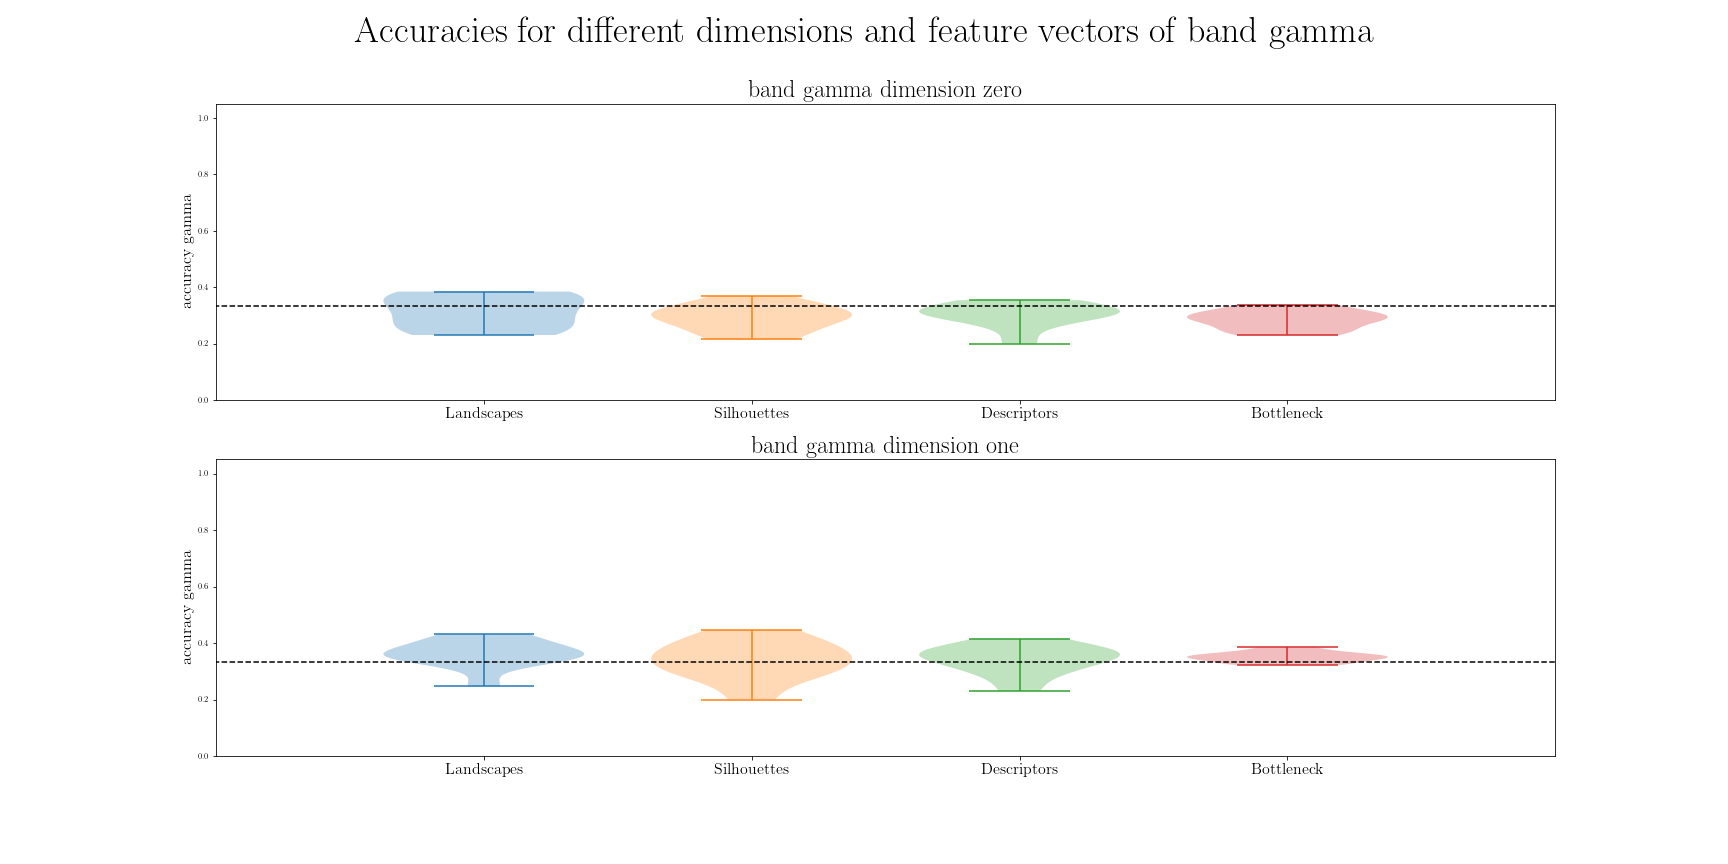 Accuracies for different dimensions and feature vectors of band gamma
band gamma dimension zero
accuracy gamma
1.0
0.8
0.6
0.4
0.2
0.0
Landscapes Silhouettes Descriptors Bottleneck
band gamma dimension one
accuracy gamma
1.0
0.8
0.6
0.4
0.2
0.0
Landscapes Silhouettes Descriptors Bottleneck